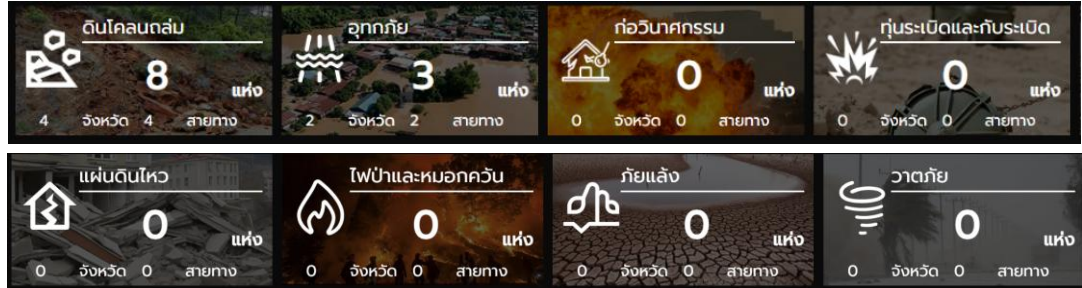 ดินโคลนถล่ม
8
แห่ง
4 จังหวัด 4 สายทาง
อุทกภัย
3
แห่ง
2 จังหวัด 2 สายทาง
ก่อวินาศกรรม
0
แห่ง
0 จังหวัด 0 สายทาง
ทุ่นระเบิดและกับระเบิด
0
แห่ง
0 จังหวัด 0 สายทาง
แผ่นดินไหว
0
แห่ง
0 จังหวัด 0 สายทาง
ไฟป่าและหมอกควัน
0
แห่ง
0 จังหวัด 0 สายทาง
ภัยแล้ง
0
แห่ง
0 จังหวัด 0 สายทาง
วาตภัย
0
แห่ง
0 จังหวัด 0 สายทาง